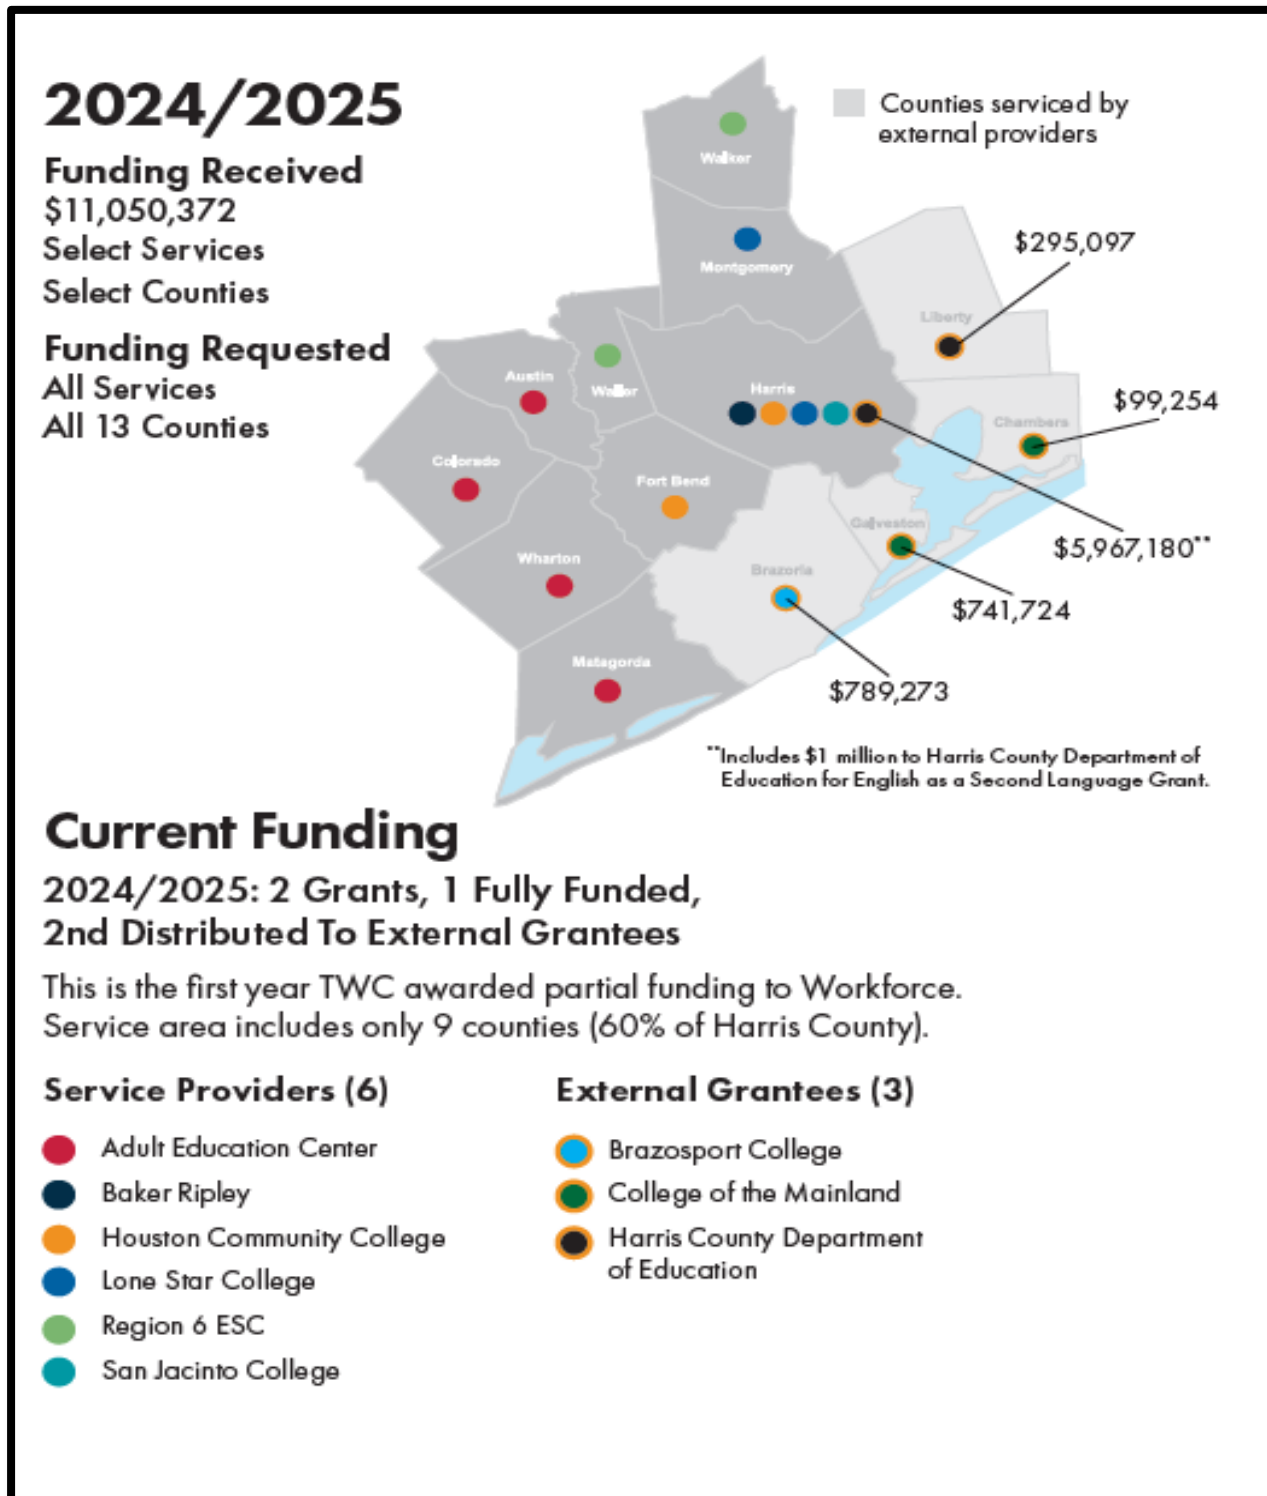 2024/2025
Funding Received
$11,050,372
Select Services
Select Counties
Funding Requested
All Services
All 13 Counties
Counties serviced by
external providers
Walker
Montgomery
$295,097
Liberty
Austin
Waller
Harris
$99,254
Chambers
Colorado
Fort Bend
Galveston
$5,967,180**
Wharton
Brazoria
$741,724
Matagorda
$789,273
**Includes $1 million to Harris County Department of
Education for English as a Second Language Grant.
Current Funding
2024/2025: 2 Grants, 1 Fully Funded,
2nd Distributed To External Grantees
This is the first year TWC awarded partial funding to Workforce.
Service area includes only 9 counties (60% of Harris County).
Service Providers (6)
Adult Education Center
Baker Ripley
Houston Community College
Lone Star College
Region 6 ESC
San Jacinto College
External Grantees (3)
Brazosport College
College of the Mainland
Harris County Department
of Education